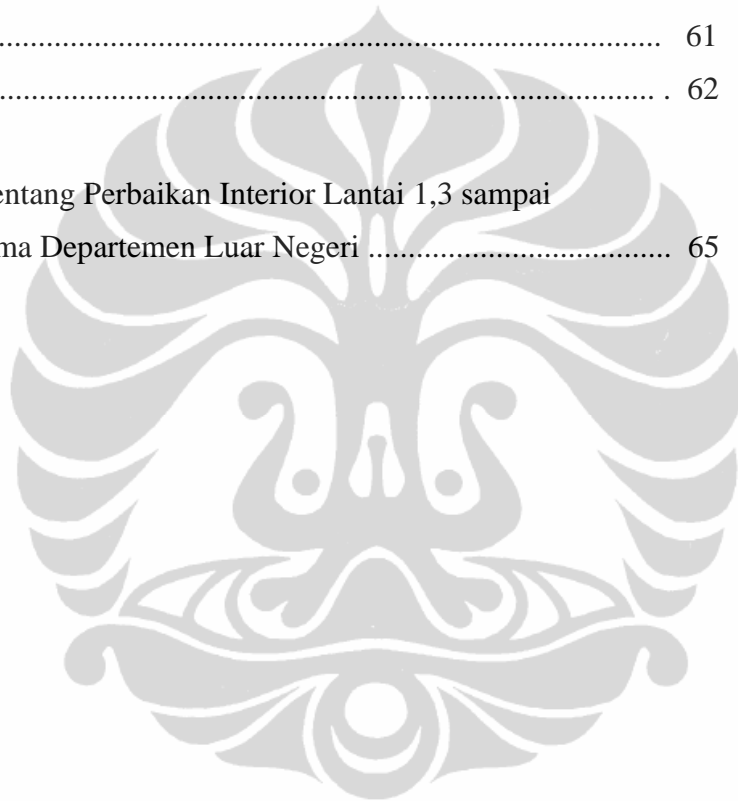 ............................................................................... 61
.............................................................................. . 62
entang Perbaikan Interior Lantai 1,3 sampai
ma Departemen Luar Negeri .................................... 65